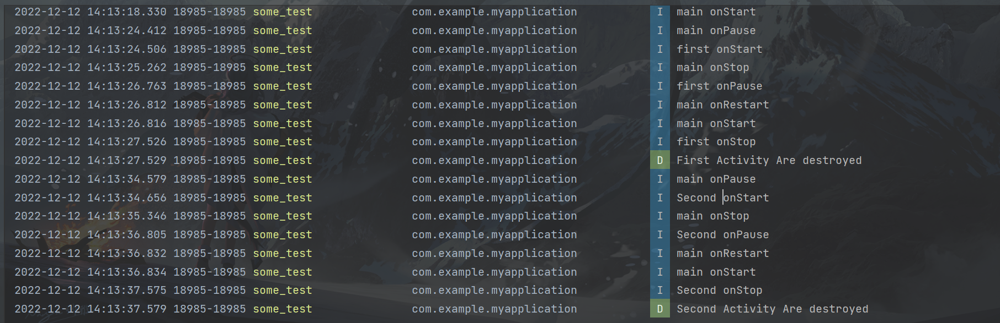 2022-12-12 14:13:18.330 18985-18985 some_test com.example.myapplication I main onStart
2022-12-12 14:13:24.412 18985-18985 some_test com.example.myapplication I main onPause
2022-12-12 14:13:24.506 18985-18985 some_test com.example.myapplication I first onStart
2022-12-12 14:13:25.262 18985-18985 some_test com.example.myapplication I main onStop
2022-12-12 14:13:26.763 18985-18985 some_test com.example.myapplication I first onPause
2022-12-12 14:13:26.812 18985-18985 some_test com.example.myapplication I main onRestart
2022-12-12 14:13:26.816 18985-18985 some_test com.example.myapplication I main onStart
2022-12-12 14:13:27.526 18985-18985 some_test com.example.myapplication I first onStop
2022-12-12 14:13:27.529 18985-18985 some_test com.example.myapplication D First Activity Are destroyed
2022-12-12 14:13:34.579 18985-18985 some_test com.example.myapplication I main onPause
2022-12-12 14:13:34.656 18985-18985 some_test com.example.myapplication I Second onStart
2022-12-12 14:13:35.346 18985-18985 some_test com.example.myapplication I main onStop
2022-12-12 14:13:36.805 18985-18985 some_test com.example.myapplication I Second onPause
2022-12-12 14:13:36.832 18985-18985 some_test com.example.myapplication I main onRestart
2022-12-12 14:13:36.834 18985-18985 some_test com.example.myapplication I main onStart
2022-12-12 14:13:37.575 18985-18985 some_test com.example.myapplication I Second onStop
2022-12-12 14:13:37.579 18985-18985 some_test com.example.myapplication D Second Activity Are destroyed